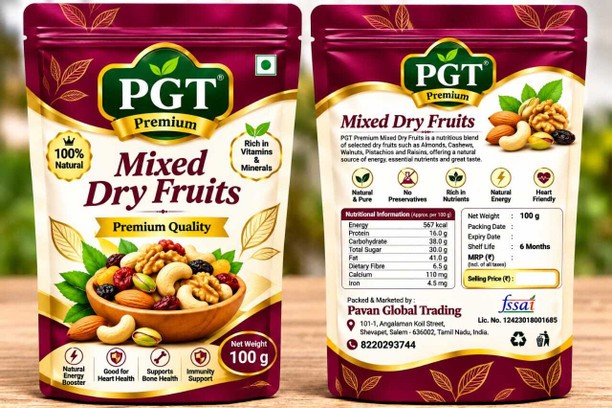 PGT®
Premium
100%
Natural
Rich in
Vitamins
& Minerals
Mixed
Dry Fruits
Premium Quality
Natural
Energy
Booster
Good for
Heart Health
Supports
Bone Health
Immunity
Support
Net Weight
100 g
PGT®
Premium
Mixed Dry Fruits
PGT Premium Mixed Dry Fruits is a nutritious blend
of selected dry fruits such as Almonds, Cashews,
Walnuts, Pistachios and Raisins, offering a natural
source of energy, essential nutrients and great taste.
Natural
& Pure
No
Preservatives
Rich in
Nutrients
Natural
Energy
Heart
Friendly
Nutritional Information (Approx. per 100 g)
Energy 567 kcal
Protein 16.0 g
Carbohydrate 38.0 g
Total Sugar 30.0 g
Fat 41.0 g
Dietary Fibre 6.5 g
Calcium 110 mg
Iron 4.5 mg
Net Weight : 100 g
Packing Date :
Expiry Date :
Shelf Life : 6 Months
MRP (₹) :
(Incl. of all taxes)
Selling Price (₹) :
Packed & Marketed by :
Pavan Global Trading
101-1, Angalaman Koil Street,
Shevapet, Salem - 636002, Tamil Nadu, India.
8220293744
fssai
Lic. No. 12423018001685